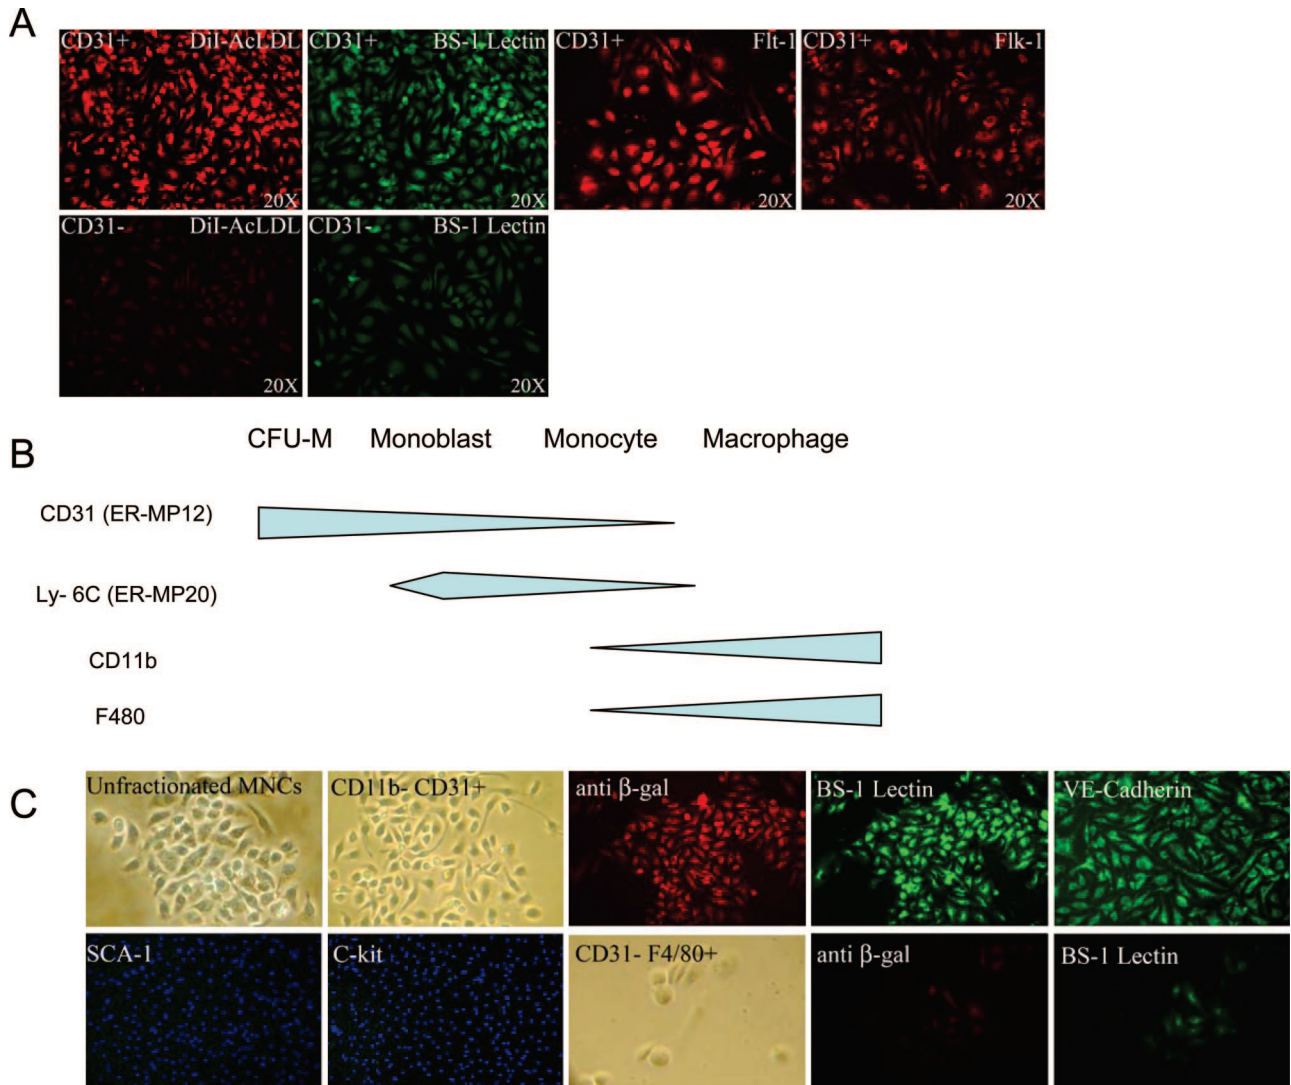 A
CD31+ DiI-AcLDL
20X
CD31+ BS-1 Lectin
20X
CD31+ Flt-1
20X
CD31+ Flk-1
20X
CD31- DiI-AcLDL
20X
CD31- BS-1 Lectin
20X
B
CFU-M Monoblast Monocyte Macrophage
CD31 (ER-MP12)
Ly- 6C (ER-MP20)
CD11b
F480
C
Unfractionated MNCs
CD11b- CD31+
anti β-gal
BS-1 Lectin
VE-Cadherin
SCA-1
C-kit
CD31- F4/80+
anti β-gal
BS-1 Lectin